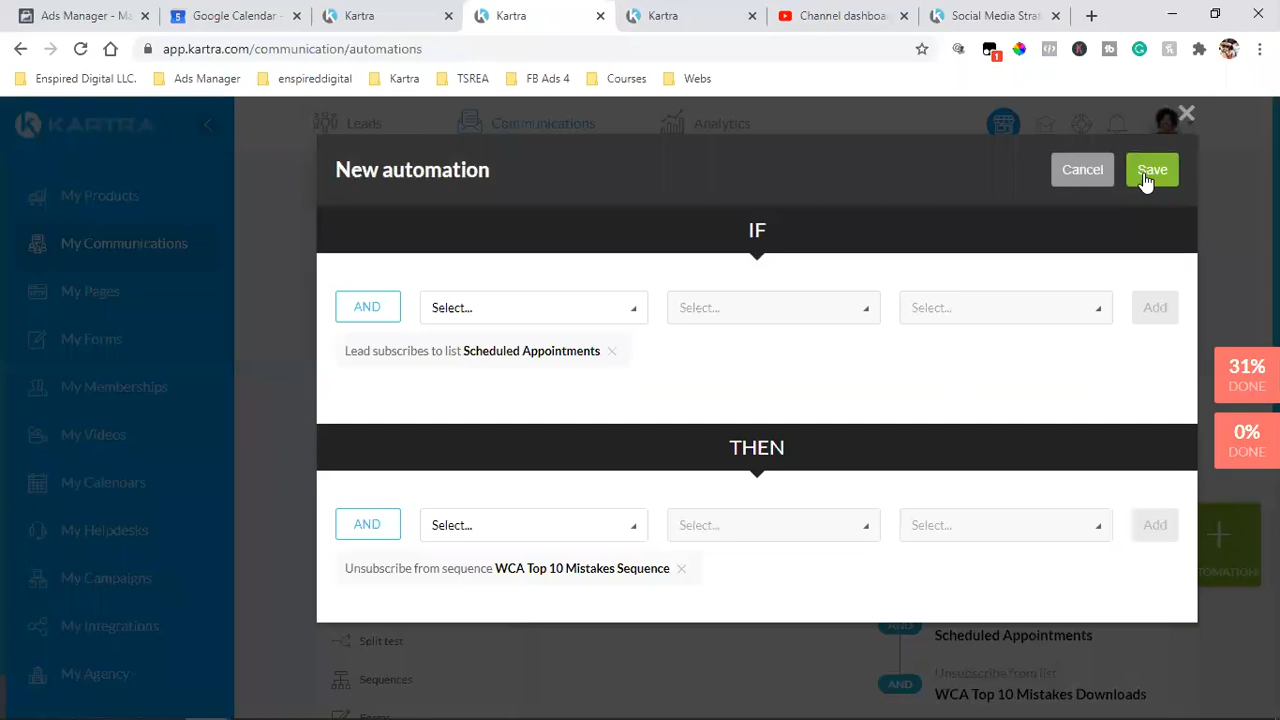 Ads Manager - Ma
Google Calendar -
Kartra
Kartra
Kartra
Channel dashboa
Social Media Stra
app.kartra.com/communication/automations
1
Enspired Digital LLC.
Ads Manager
enspireddigital
Kartra
TSREA
FB Ads 4
Courses
Webs
KARTRA
Leads
Communications
Analytics
My Products
My Communications
My Pages
My Forms
My Memberships
My Videos
My Calendars
My Helpdesks
My Campaigns
My Integrations
My Agency
New automation
Cancel
Save
IF
AND
Select...
Select...
Select...
Add
Lead subscribes to list Scheduled Appointments
THEN
AND
Select...
Select...
Select...
Add
Unsubscribe from sequence WCA Top 10 Mistakes Sequence
31%
DONE
0%
DONE
Split test
Sequences
AND
Scheduled Appointments
Unsubscribe from list
AND
WCA Top 10 Mistakes Downloads